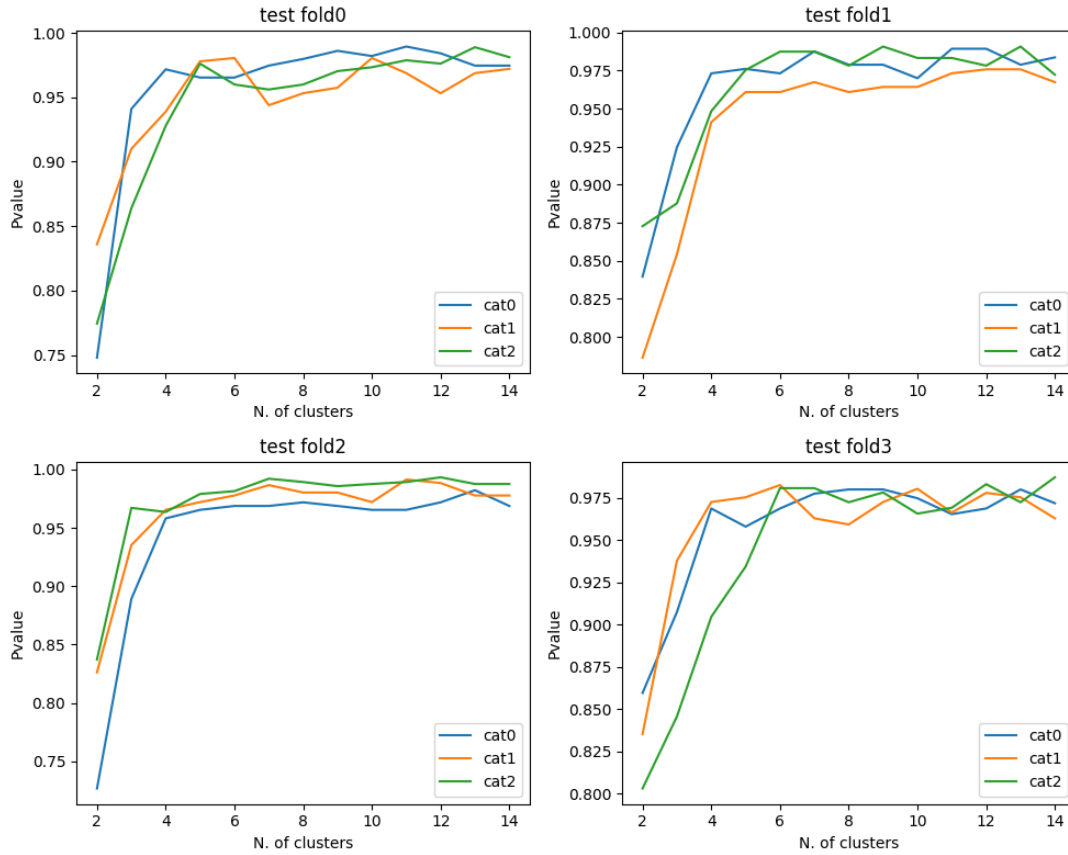 test fold0
1.00
0.95
0.90
0.85
0.80
0.75
Pvalue
cat0
cat1
cat2
2 4 6 8 10 12 14
N. of clusters
test fold1
1.000
0.975
0.950
0.925
0.900
0.875
0.850
0.825
0.800
Pvalue
cat0
cat1
cat2
2 4 6 8 10 12 14
N. of clusters
test fold2
1.00
0.95
0.90
0.85
0.80
0.75
Pvalue
cat0
cat1
cat2
2 4 6 8 10 12 14
N. of clusters
test fold3
0.975
0.950
0.925
0.900
0.875
0.850
0.825
0.800
Pvalue
cat0
cat1
cat2
2 4 6 8 10 12 14
N. of clusters